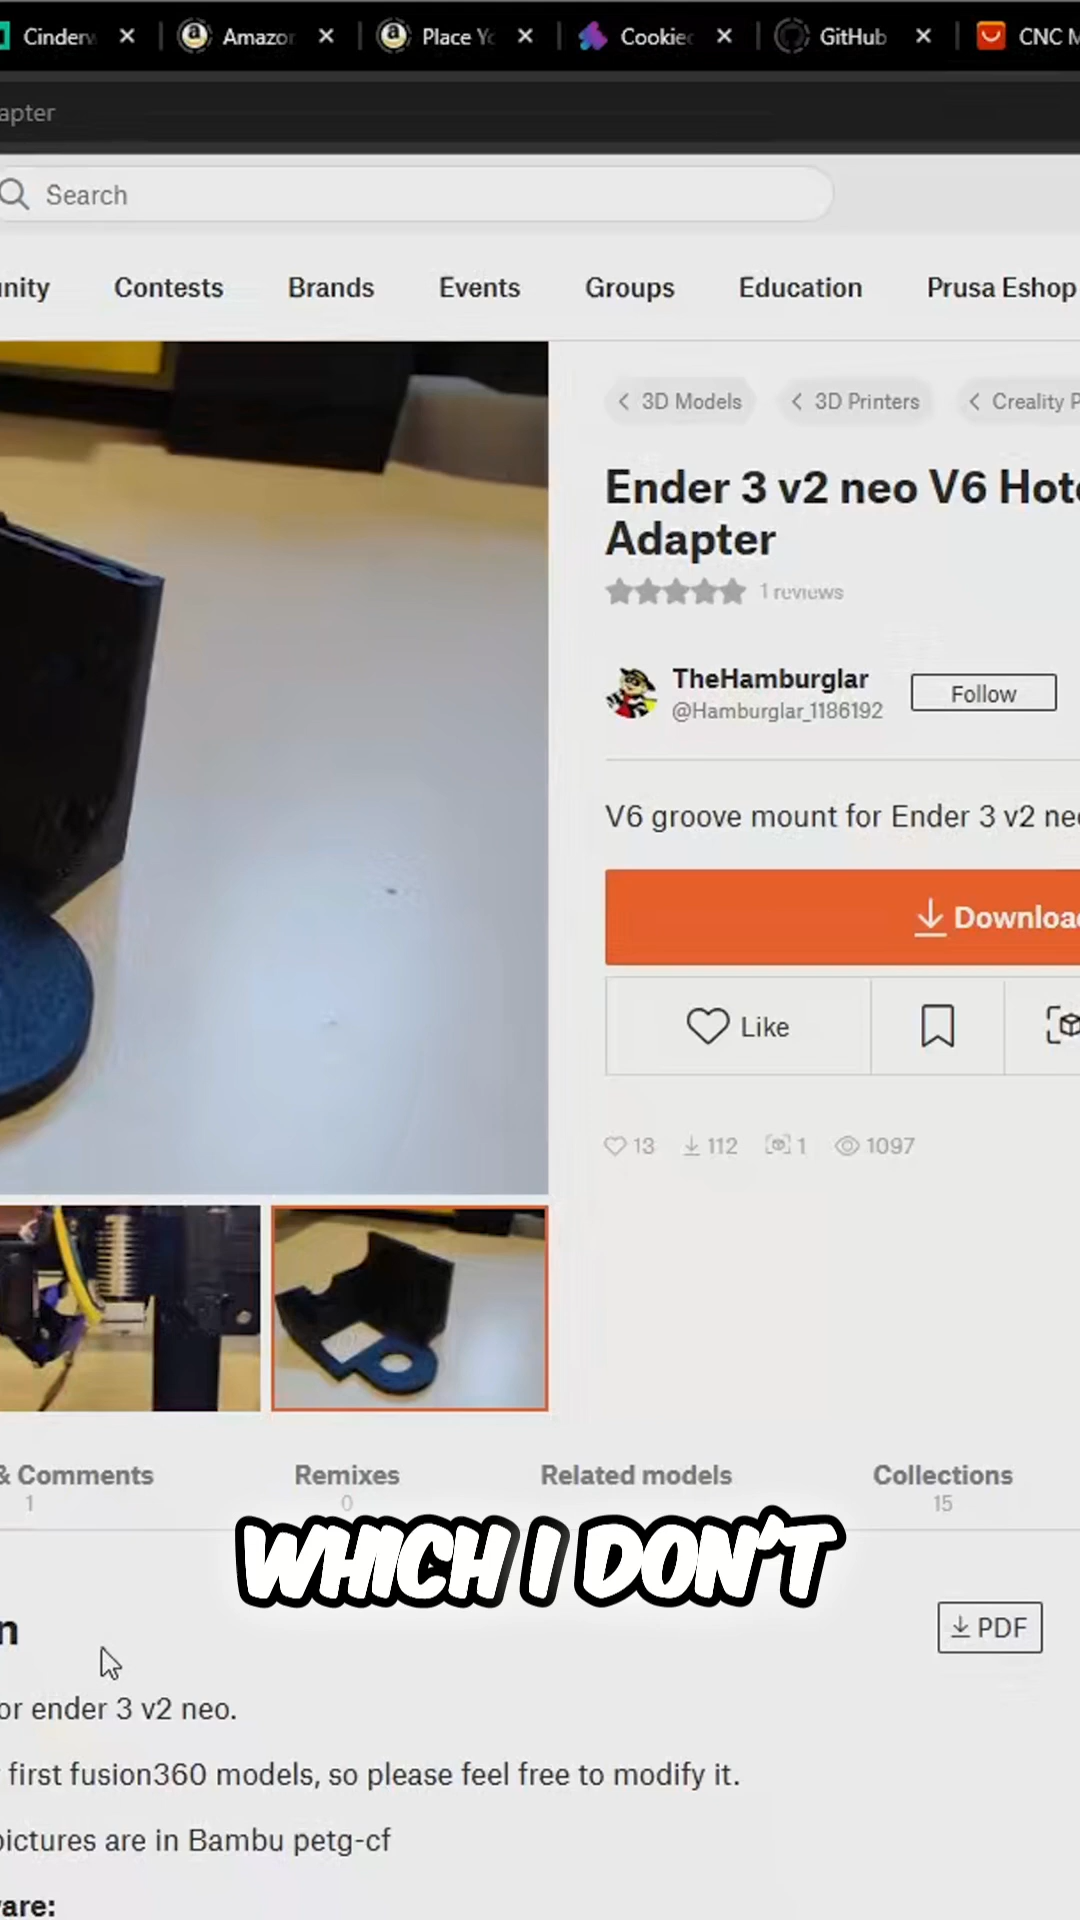 Cinderw
Amazon
Place Yo
Cookie
GitHub
CNC M
apter
Search
nity
Contests
Brands
Events
Groups
Education
Prusa Eshop
3D Models
3D Printers
Creality P
Ender 3 v2 neo V6 Hote
Adapter
1 reviews
TheHamburglar
@Hamburglar_1186192
Follow
V6 groove mount for Ender 3 v2 neo
Download
Like
13
112
1
1097
& Comments
1
Remixes
0
Related models
Collections
15
WHICH I DON'T
n
PDF
or ender 3 v2 neo.
first fusion360 models, so please feel free to modify it.
pictures are in Bambu petg-cf
are: